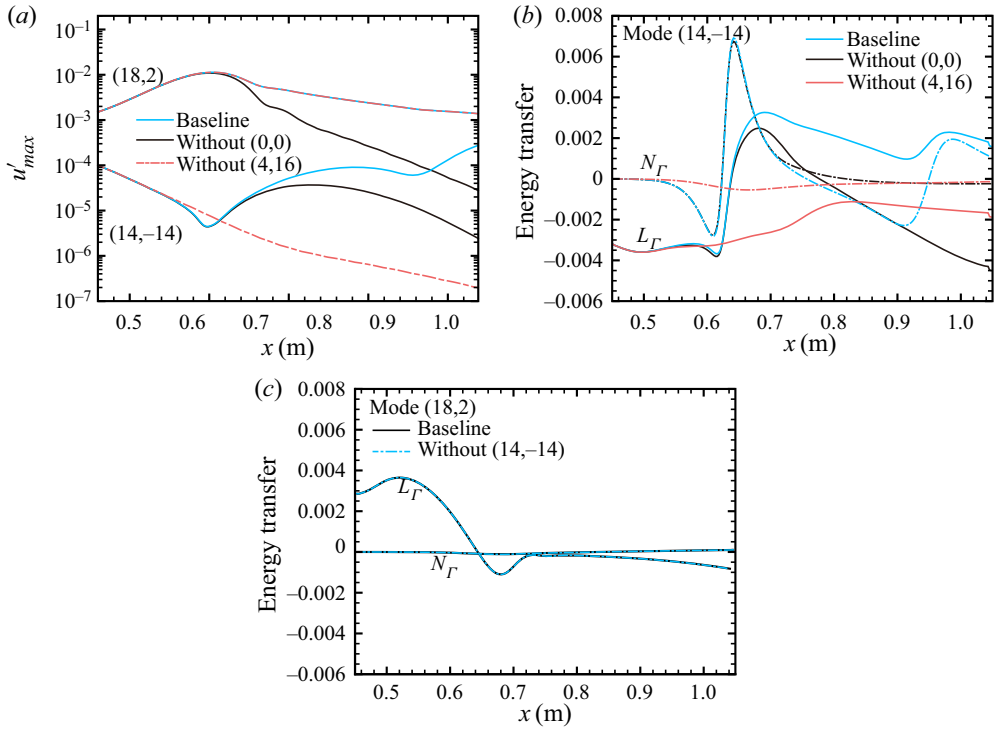 (a)
10⁻¹
10⁻²
10⁻³
10⁻⁴
10⁻⁵
10⁻⁶
10⁻⁷
u′max
(18,2)
Baseline
Without (0,0)
Without (4,16)
(14,−14)
0.5 0.6 0.7 0.8 0.9 1.0
x (m)
(b)
0.008
0.006
0.004
0.002
0
−0.002
−0.004
−0.006
Energy transfer
Mode (14,−14)
Baseline
Without (0,0)
Without (4,16)
NΓ
LΓ
0.5 0.6 0.7 0.8 0.9 1.0
x (m)
(c)
0.008
0.006
0.004
0.002
0
−0.002
−0.004
−0.006
Energy transfer
Mode (18,2)
Baseline
Without (14,−14)
LΓ
NΓ
0.5 0.6 0.7 0.8 0.9 1.0
x (m)